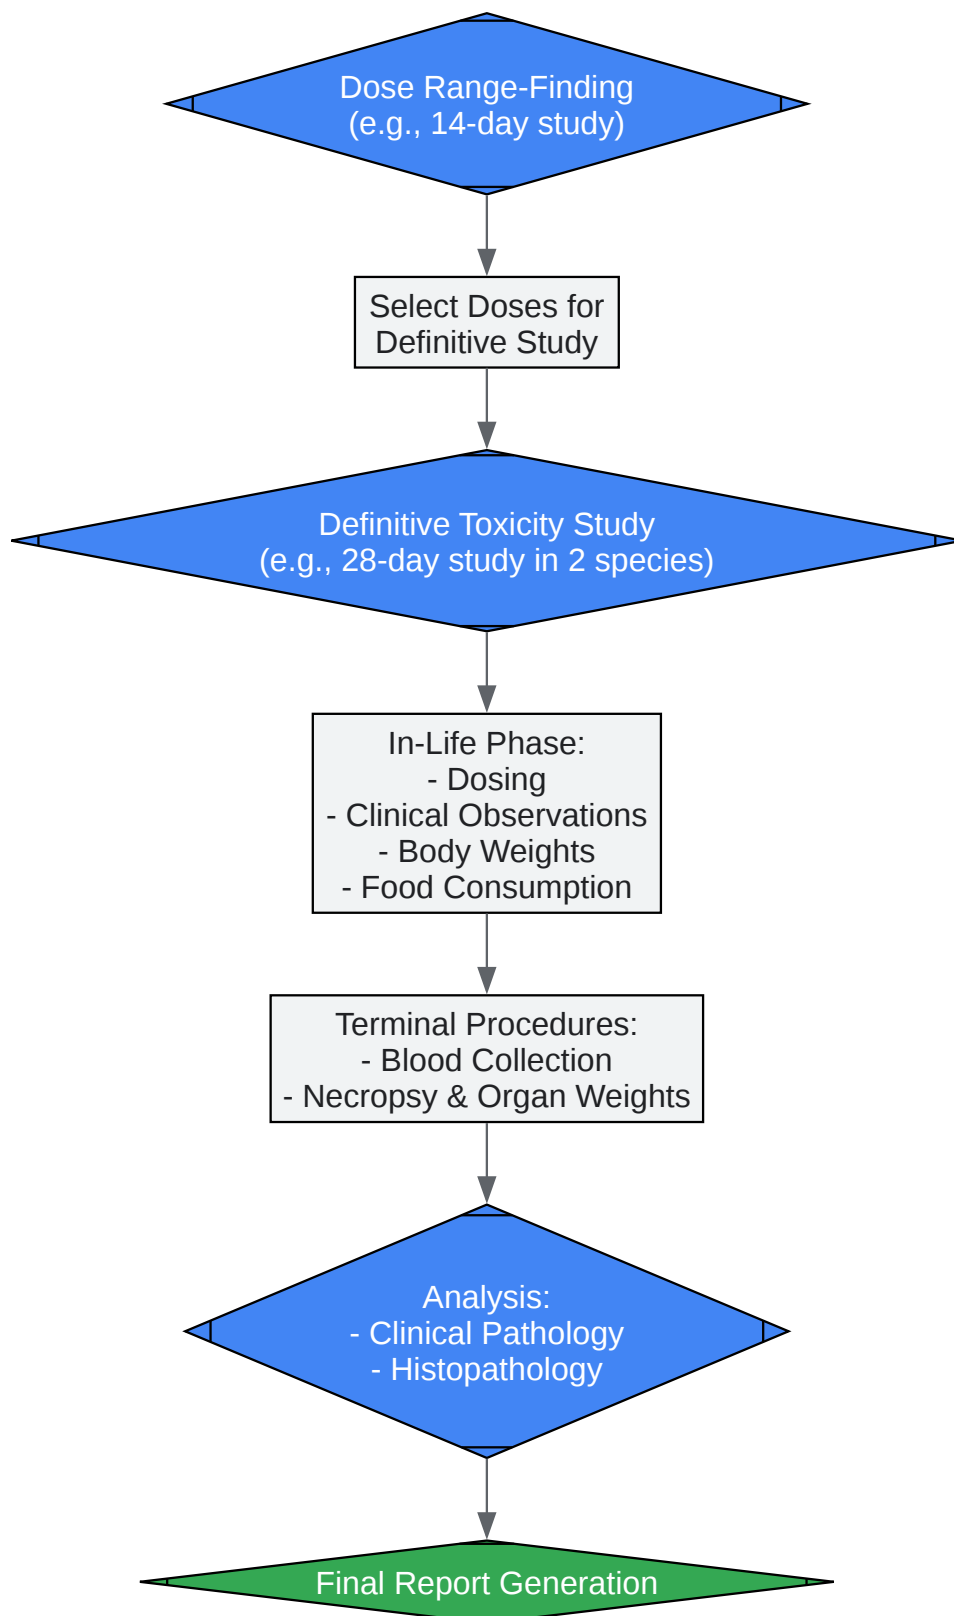 Dose Range-Finding
(e.g., 14-day study)
Select Doses for
Definitive Study
Definitive Toxicity Study
(e.g., 28-day study in 2 species)
In-Life Phase:
- Dosing
- Clinical Observations
- Body Weights
- Food Consumption
Terminal Procedures:
- Blood Collection
- Necropsy & Organ Weights
Analysis:
- Clinical Pathology
- Histopathology
Final Report Generation